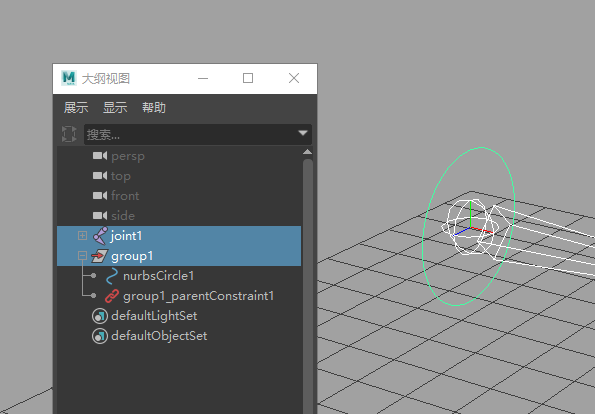 大纲视图
展示 显示 帮助
搜索...
persp
top
front
side
joint1
group1
nurbsCircle1
group1_parentConstraint1
defaultLightSet
defaultObjectSet